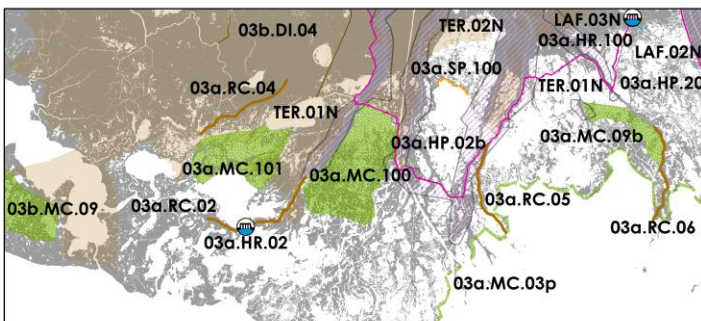 LAF.03N
TER.02N
03b.DI.04
03a.HR.100
LAF.02N
03a.SP.100
03a.RC.04
03a.HP.20
TER.01N
TER.01N
03a.HP.02b
03a.MC.09b
03a.MC.101
03a.MC.100
03b.MC.09
03a.RC.02
03a.RC.05
03a.RC.06
03a.HR.02
03a.MC.03p